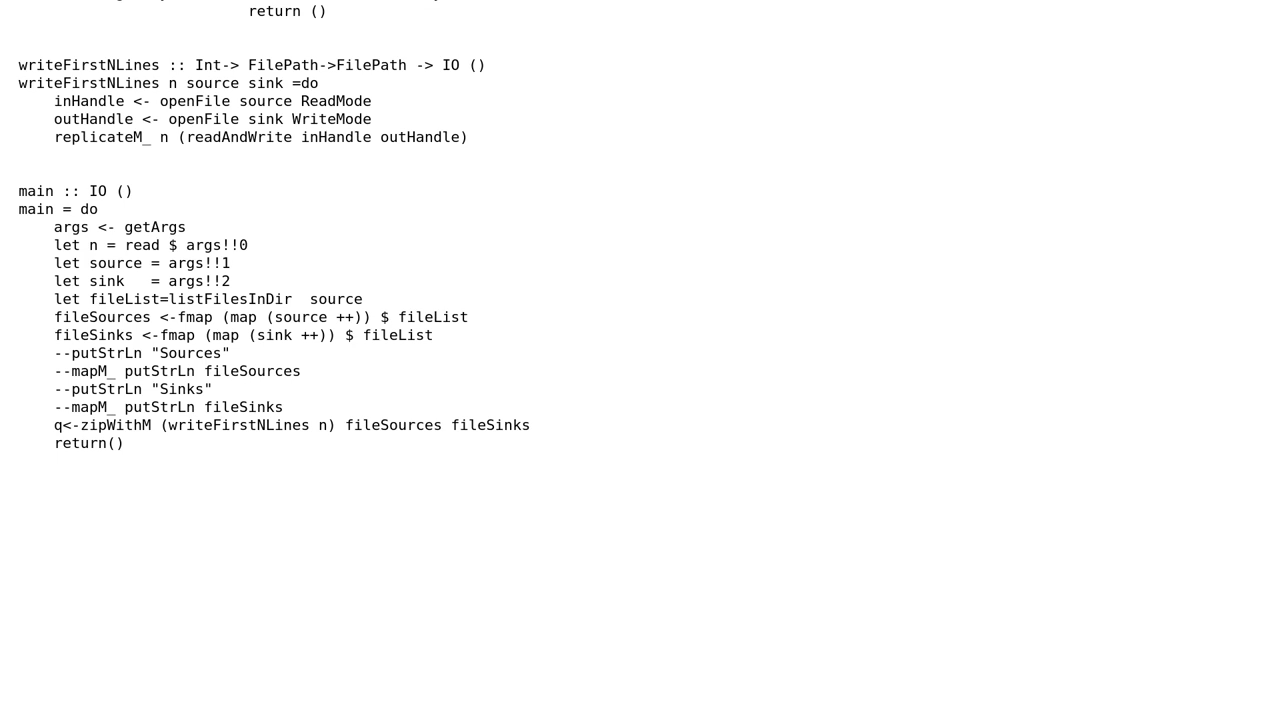 return ()
writeFirstNLines :: Int-> FilePath->FilePath -> IO ()
writeFirstNLines n source sink =do
    inHandle <- openFile source ReadMode
    outHandle <- openFile sink WriteMode
    replicateM_ n (readAndWrite inHandle outHandle)
main :: IO ()
main = do
    args <- getArgs
    let n = read $ args!!0
    let source = args!!1
    let sink   = args!!2
    let fileList=listFilesInDir  source
    fileSources <-fmap (map (source ++)) $ fileList
    fileSinks <-fmap (map (sink ++)) $ fileList
    --putStrLn "Sources"
    --mapM_ putStrLn fileSources
    --putStrLn "Sinks"
    --mapM_ putStrLn fileSinks
    q<-zipWithM (writeFirstNLines n) fileSources fileSinks
    return()